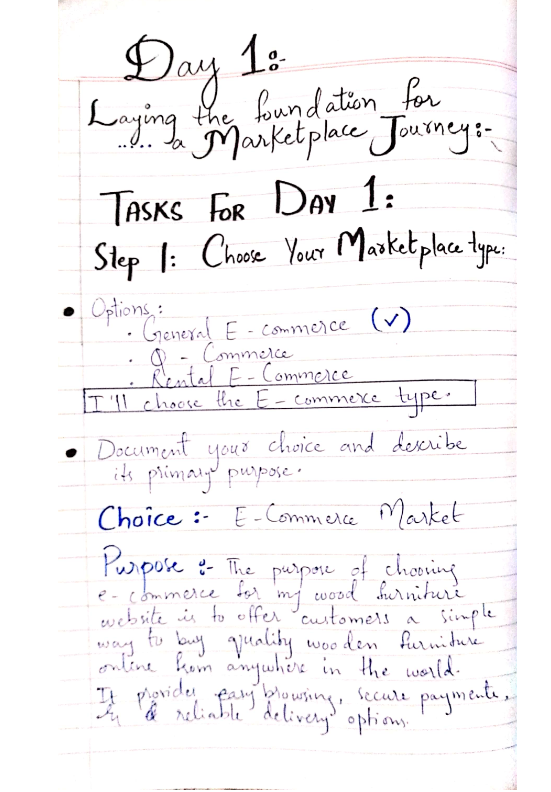 Day 1:-
Laying the foundation for
..... a Marketplace Journey:-
TASKS FOR DAY 1:
Step 1: Choose Your Marketplace type:
• Options:
· General E-commerce (✓)
· Q-Commerce
· Rental E-Commerce
I'll choose the E-commerce type.
• Document your choice and describe
its primary purpose.
Choice :- E-Commerce Market
Purpose :- The purpose of choosing
e-commerce for my wood furniture
website is to offer customers a simple
way to buy quality wooden furniture
online from anywhere in the world.
It provides easy browsing, secure payments,
& reliable delivery options.